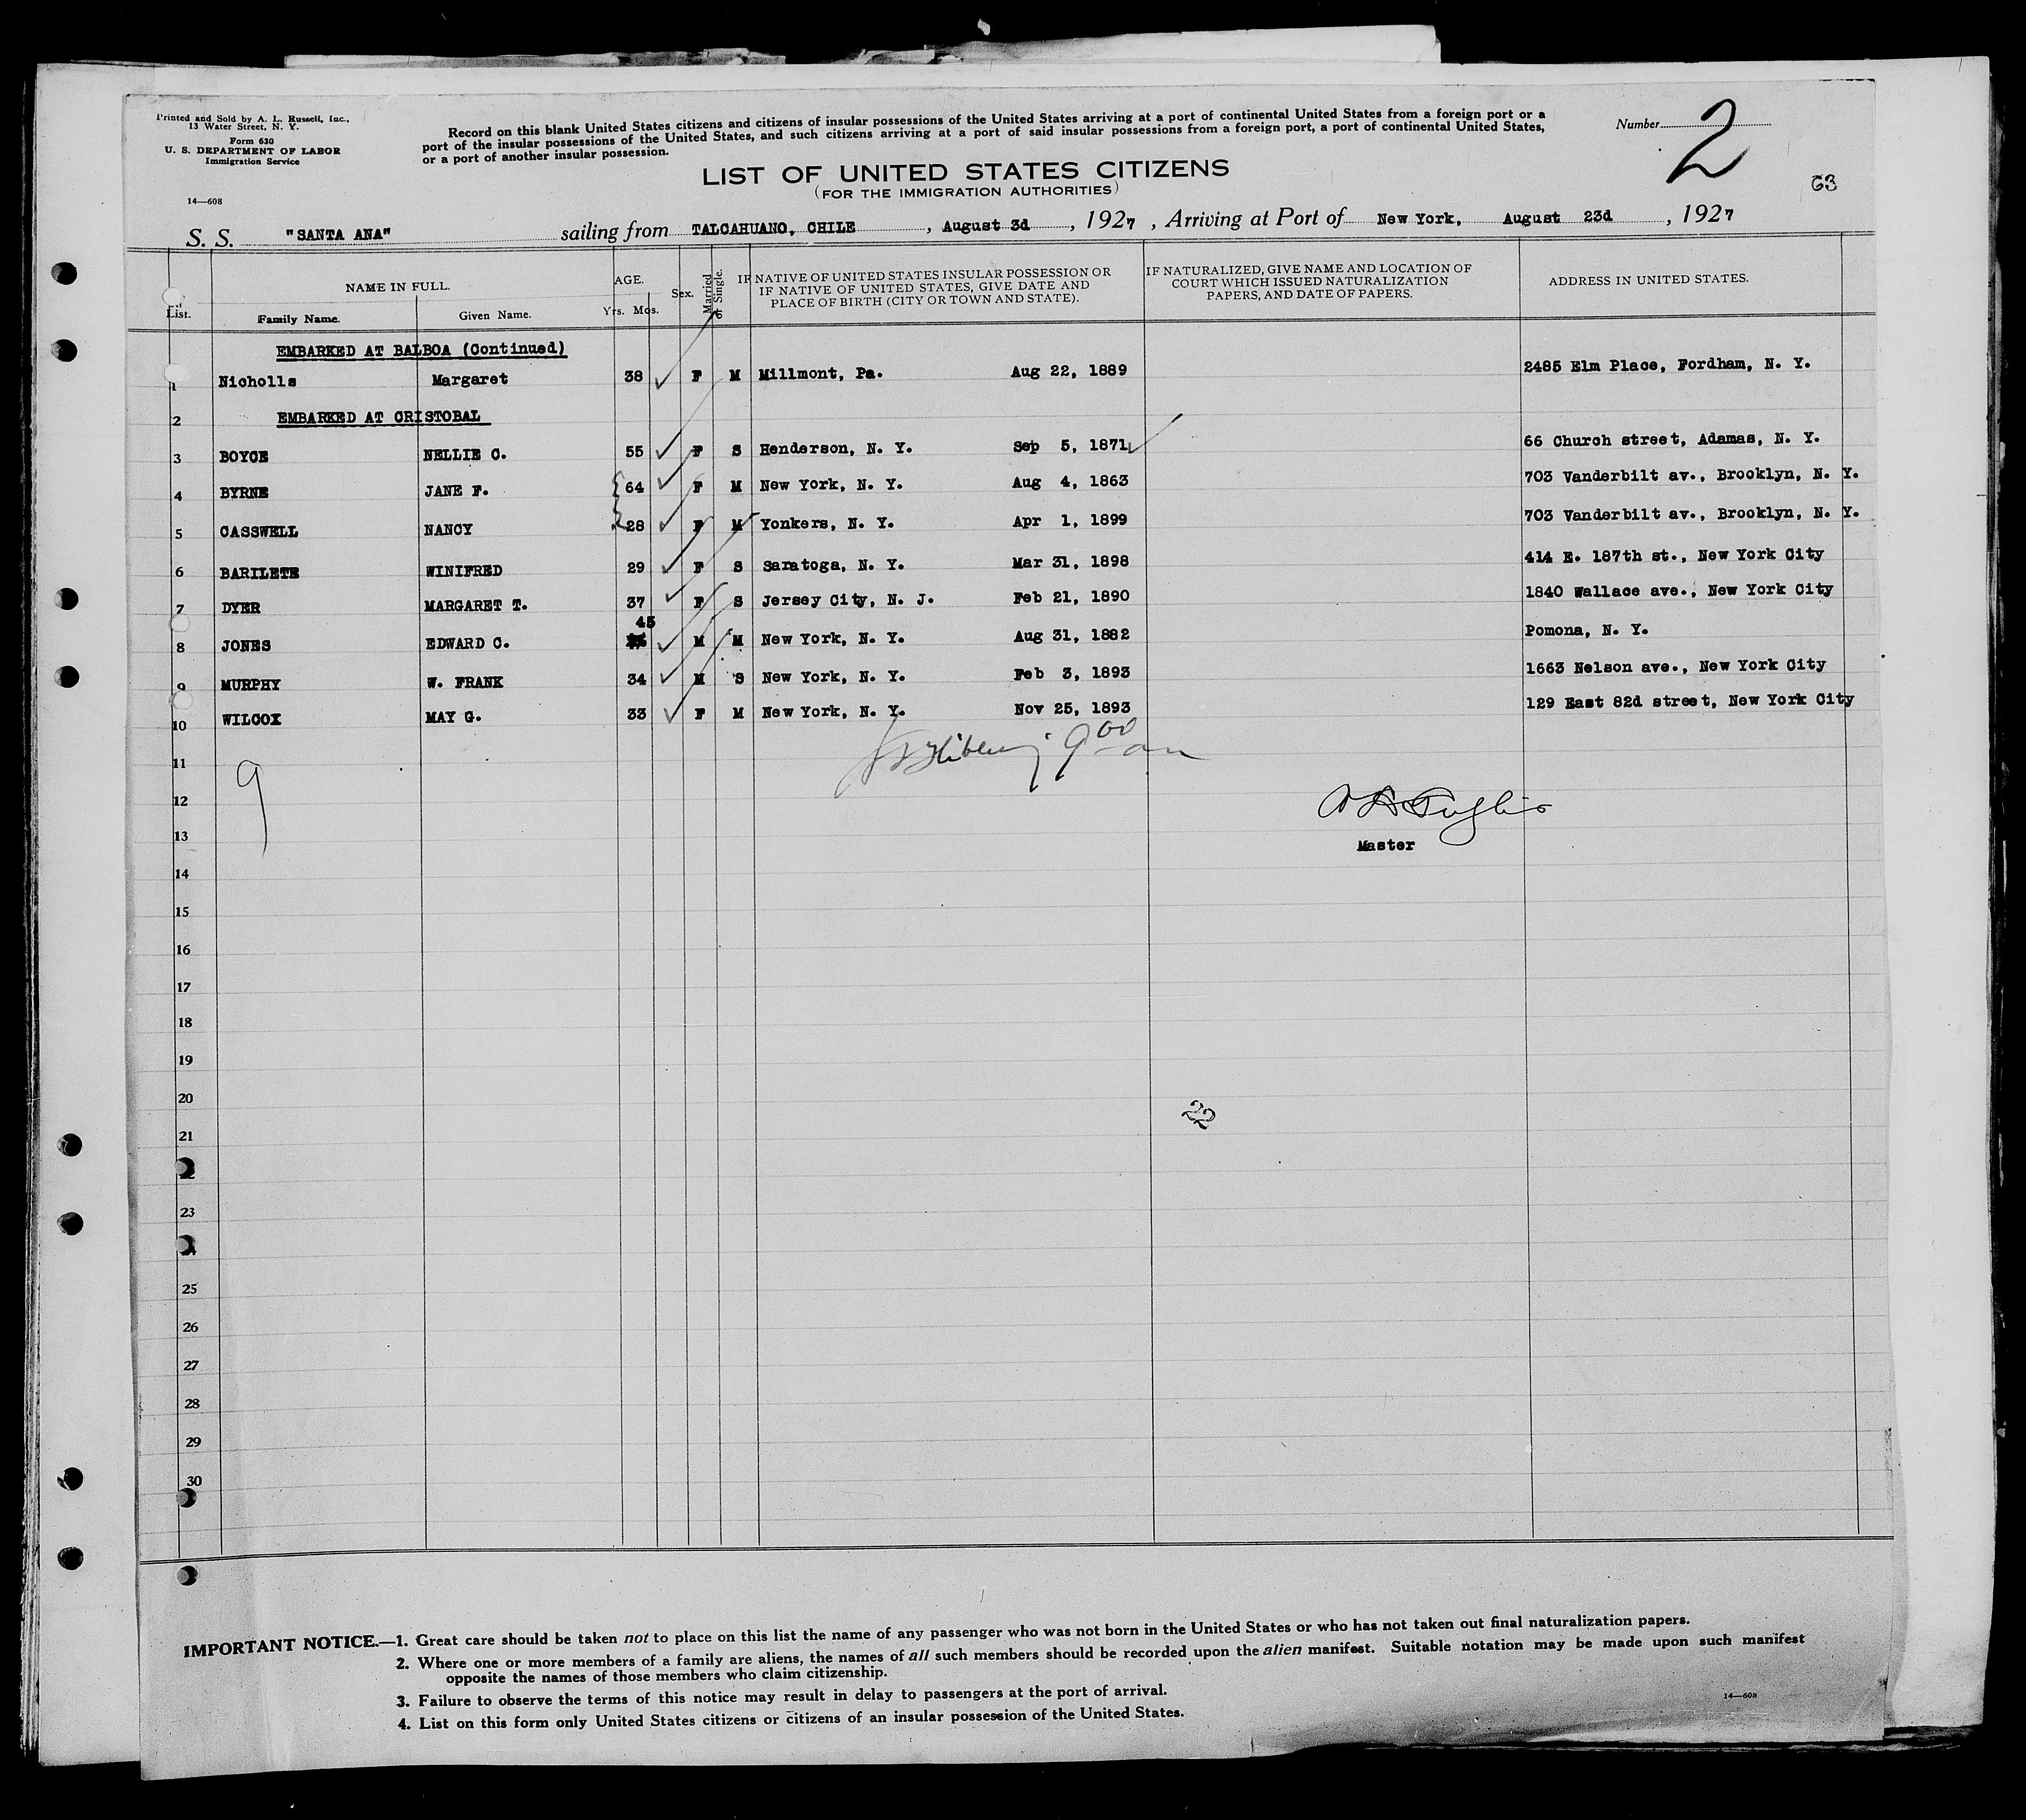 Printed and Sold by A. L. Russell, Inc.,
13 Water Street, N. Y.
Form 630
U. S. DEPARTMENT OF LABOR
Immigration Service
14—608
Record on this blank United States citizens and citizens of insular possessions of the United States arriving at a port of continental United States from a foreign port or a
port of the insular possessions of the United States, and such citizens arriving at a port of said insular possessions from a foreign port, a port of continental United States,
or a port of another insular possession.
Number 2
63
LIST OF UNITED STATES CITIZENS
(FOR THE IMMIGRATION AUTHORITIES)
S. S. "SANTA ANA" sailing from TALCAHUANO, CHILE, August 3d, 1927, Arriving at Port of New York, August 23d, 1927
List. NAME IN FULL. AGE. Sex. Married or Single. IF NATIVE OF UNITED STATES INSULAR POSSESSION OR IF NATIVE OF UNITED STATES, GIVE DATE AND PLACE OF BIRTH (CITY OR TOWN AND STATE). IF NATURALIZED, GIVE NAME AND LOCATION OF COURT WHICH ISSUED NATURALIZATION PAPERS, AND DATE OF PAPERS. ADDRESS IN UNITED STATES.
Family Name. Given Name. Yrs. Mos.
EMBARKED AT BALBOA (Continued)
1 Nicholls Margaret 38 F M Millmont, Pa. Aug 22, 1889 2485 Elm Place, Fordham, N. Y.
2 EMBARKED AT CRISTOBAL
3 BOYCE NELLIE C. 55 F S Henderson, N. Y. Sep 5, 1871 66 Church street, Adamas, N. Y.
4 BYRNE JANE F. 64 F M New York, N. Y. Aug 4, 1863 703 Vanderbilt av., Brooklyn, N. Y.
5 CASSWELL NANCY 28 F M Yonkers, N. Y. Apr 1, 1899 703 Vanderbilt av., Brooklyn, N. Y.
6 BARILETE WINIFRED 29 F S Saratoga, N. Y. Mar 31, 1898 414 E. 187th st., New York City
7 DYER MARGARET T. 37 F S Jersey City, N. J. Feb 21, 1890 1840 Wallace ave., New York City
8 JONES EDWARD C. 45 M M New York, N. Y. Aug 31, 1882 Pomona, N. Y.
9 MURPHY W. FRANK 34 M S New York, N. Y. Feb 3, 1893 1663 Nelson ave., New York City
10 WILCOX MAY G. 33 F M New York, N. Y. Nov 25, 1893 129 East 82d street, New York City
9 00 am
11
9
12
13
Master
14
15
16
17
18
19
20
22
21
22
23
25
26
27
28
29
30
IMPORTANT NOTICE.—1. Great care should be taken not to place on this list the name of any passenger who was not born in the United States or who has not taken out final naturalization papers.
2. Where one or more members of a family are aliens, the names of all such members should be recorded upon the alien manifest. Suitable notation may be made upon such manifest
opposite the names of those members who claim citizenship.
3. Failure to observe the terms of this notice may result in delay to passengers at the port of arrival.
4. List on this form only United States citizens or citizens of an insular possession of the United States.
14—608